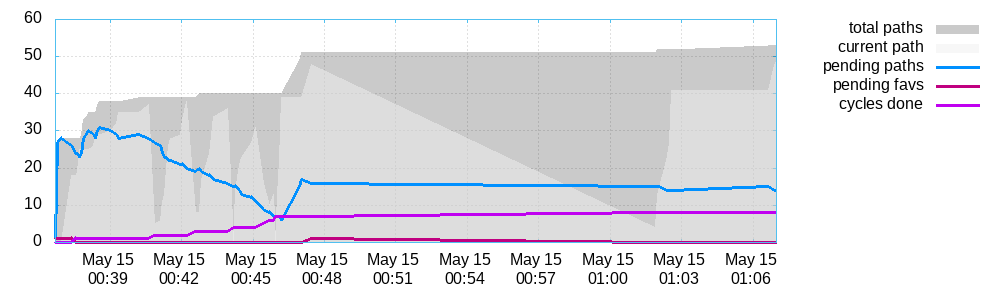 60
50
40
30
20
10
0
May 15 May 15 May 15 May 15 May 15 May 15 May 15 May 15 May 15 May 15
00:39 00:42 00:45 00:48 00:51 00:54 00:57 01:00 01:03 01:06
total paths
current path
pending paths
pending favs
cycles done